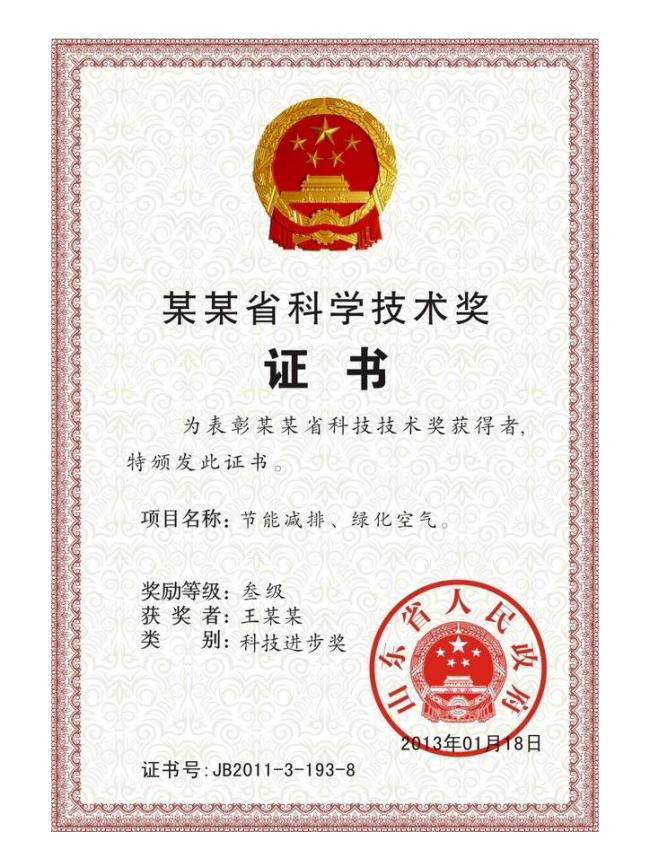 某某省科学技术奖
证 书
为表彰某某省科技技术奖获得者,
特颁发此证书。
项目名称: 节能减排、绿化空气。
奖励等级: 叁级
获 奖 者: 王某某
类 别: 科技进步奖
山东省人民政府
2013年01月18日
证书号:JB2011-3-193-8